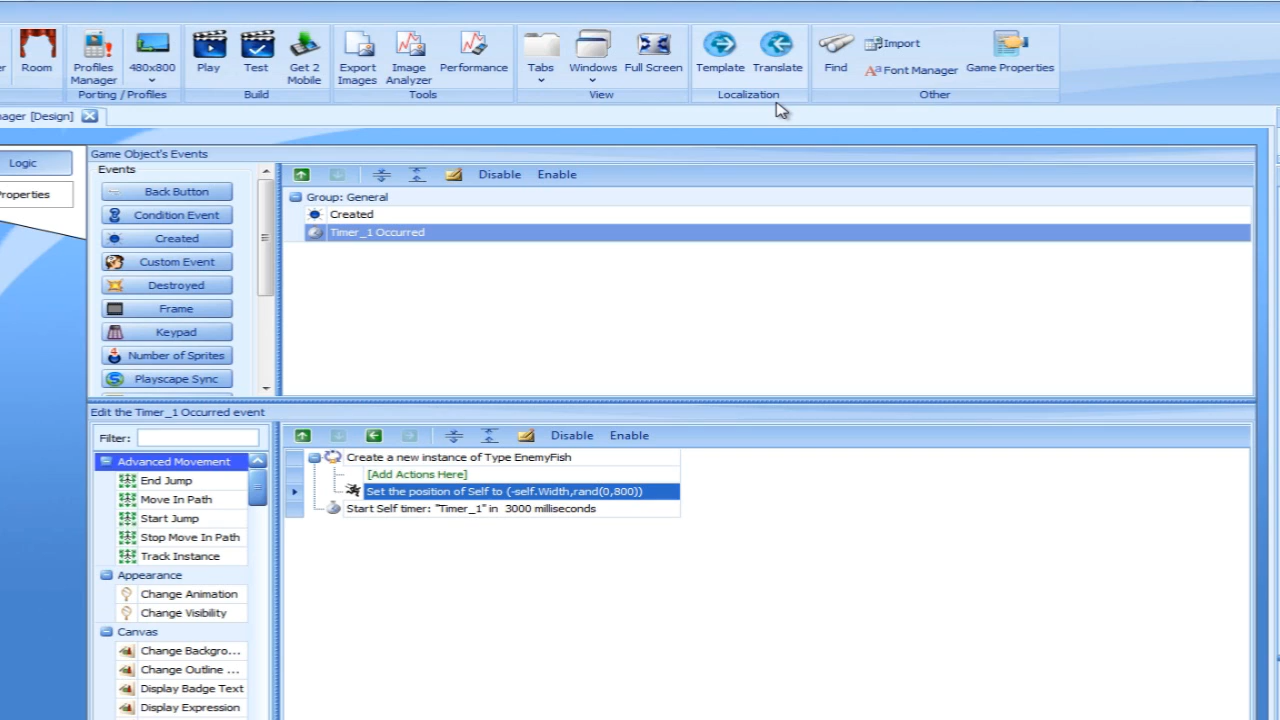 Room
Profiles Manager
480x800
Porting / Profiles
Play
Test
Get 2 Mobile
Build
Export Images
Image Analyzer
Performance
Tools
Tabs
Windows
Full Screen
View
Template
Translate
Localization
Find
Import
Font Manager
Game Properties
Other
ager [Design]
Logic
roperties
Game Object's Events
Events
Back Button
Condition Event
Created
Custom Event
Destroyed
Frame
Keypad
Number of Sprites
Playscape Sync
Disable
Enable
Group: General
Created
Timer_1 Occurred
Edit the Timer_1 Occurred event
Filter:
Advanced Movement
End Jump
Move In Path
Start Jump
Stop Move In Path
Track Instance
Appearance
Change Animation
Change Visibility
Canvas
Change Backgro...
Change Outline ...
Display Badge Text
Display Expression
Disable
Enable
Create a new instance of Type EnemyFish
[Add Actions Here]
Set the position of Self to (-self.Width,rand(0,800))
Start Self timer: "Timer_1" in 3000 milliseconds